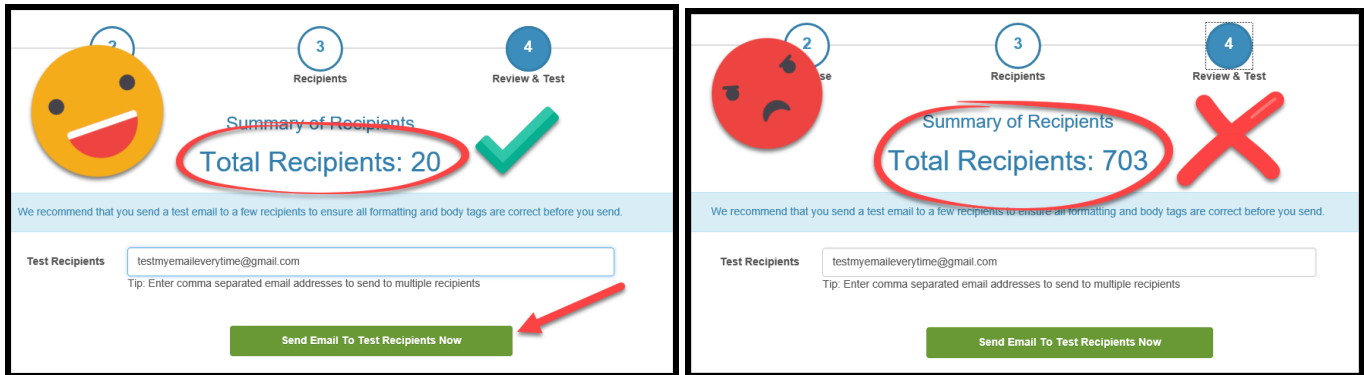 2
3
4
Recipients
Review & Test
Summary of Recipients
Total Recipients: 20
We recommend that you send a test email to a few recipients to ensure all formatting and body tags are correct before you send.
Test Recipients
testmyemaileverytime@gmail.com
Tip: Enter comma separated email addresses to send to multiple recipients
Send Email To Test Recipients Now
2
3
4
se
Recipients
Review & Test
Summary of Recipients
Total Recipients: 703
We recommend that you send a test email to a few recipients to ensure all formatting and body tags are correct before you send.
Test Recipients
testmyemaileverytime@gmail.com
Tip: Enter comma separated email addresses to send to multiple recipients
Send Email To Test Recipients Now